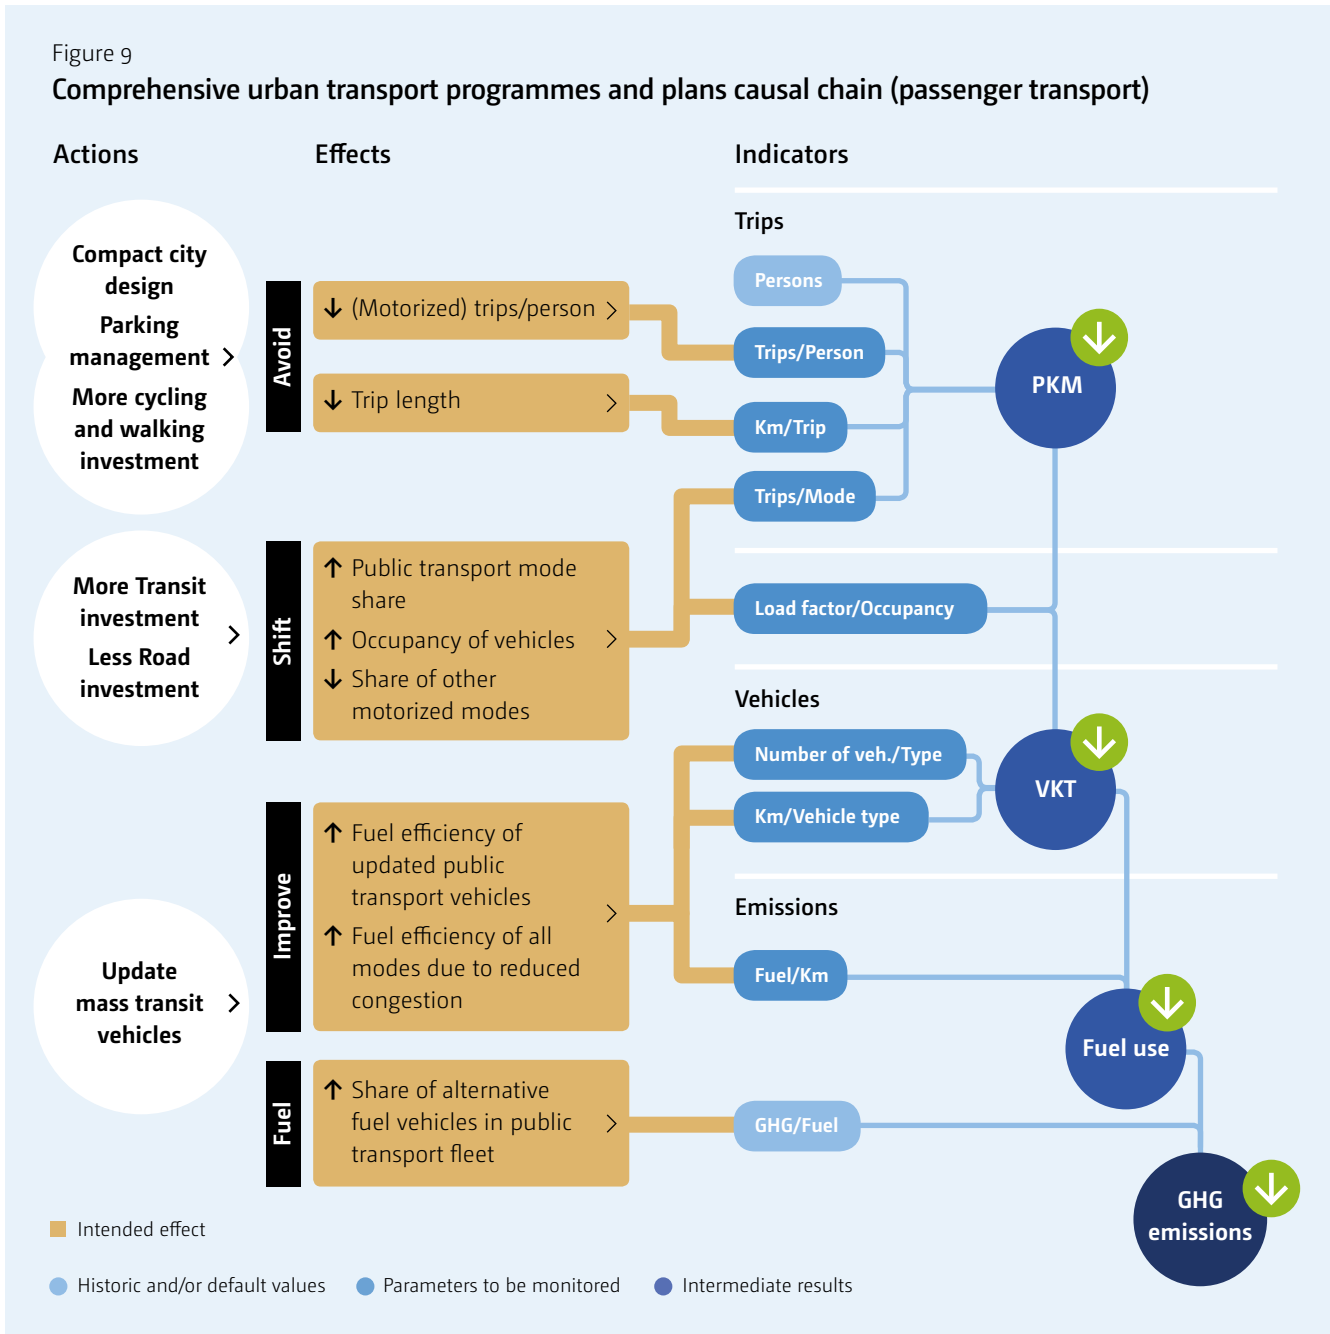 Figure 9
Comprehensive urban transport programmes and plans causal chain (passenger transport)
Actions
Effects
Indicators
Compact city
design
Parking
management
More cycling
and walking
investment
Avoid
(Motorized) trips/person
Trip length
Trips
Persons
Trips/Person
Km/Trip
Trips/Mode
PKM
More Transit
investment
Less Road
investment
Shift
Public transport mode
share
Occupancy of vehicles
Share of other
motorized modes
Load factor/Occupancy
Vehicles
Number of veh./Type
Km/Vehicle type
VKT
Update
mass transit
vehicles
Improve
Fuel efficiency of
updated public
transport vehicles
Fuel efficiency of all
modes due to reduced
congestion
Emissions
Fuel/Km
Fuel use
Fuel
Share of alternative
fuel vehicles in public
transport fleet
GHG/Fuel
GHG
emissions
Intended effect
Historic and/or default values
Parameters to be monitored
Intermediate results